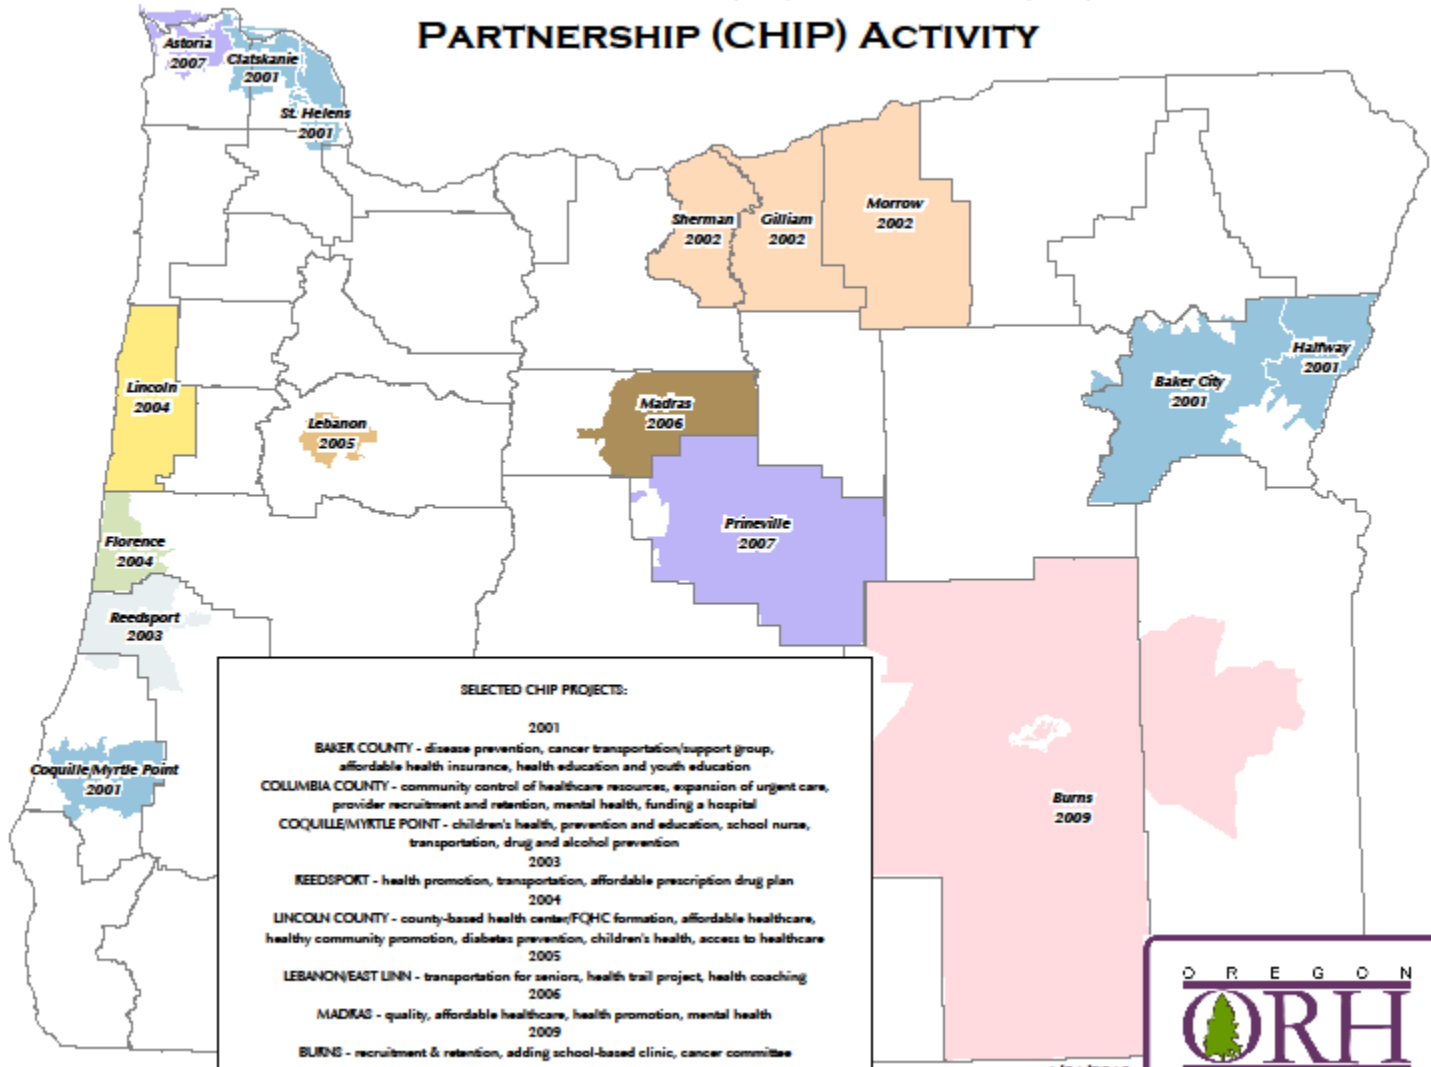 PARTNERSHIP (CHIP) ACTIVITY
Astoria
2007
Clatskanie
2001
St. Helens
2001
Sherman
2002
Gilliam
2002
Morrow
2002
Halfway
2001
Baker City
2001
Lincoln
2004
Lebanon
2005
Madras
2006
Prineville
2007
Florence
2004
Reedsport
2003
Coquille/Myrtle Point
2001
Burns
2009
SELECTED CHIP PROJECTS:
2001
BAKER COUNTY - disease prevention, cancer transportation/support group,
affordable health insurance, health education and youth education
COLUMBIA COUNTY - community control of healthcare resources, expansion of urgent care,
provider recruitment and retention, mental health, funding a hospital
COQUILLE/MYRTLE POINT - children's health, prevention and education, school nurse,
transportation, drug and alcohol prevention
2003
REEDSPORT - health promotion, transportation, affordable prescription drug plan
2004
LINCOLN COUNTY - county-based health center/FQHC formation, affordable healthcare,
healthy community promotion, diabetes prevention, children's health, access to healthcare
2005
LEBANON/EAST LINN - transportation for seniors, health trail project, health coaching
2006
MADRAS - quality, affordable healthcare, health promotion, mental health
2009
BURNS - recruitment & retention, adding school-based clinic, cancer committee
OREGON
ORH